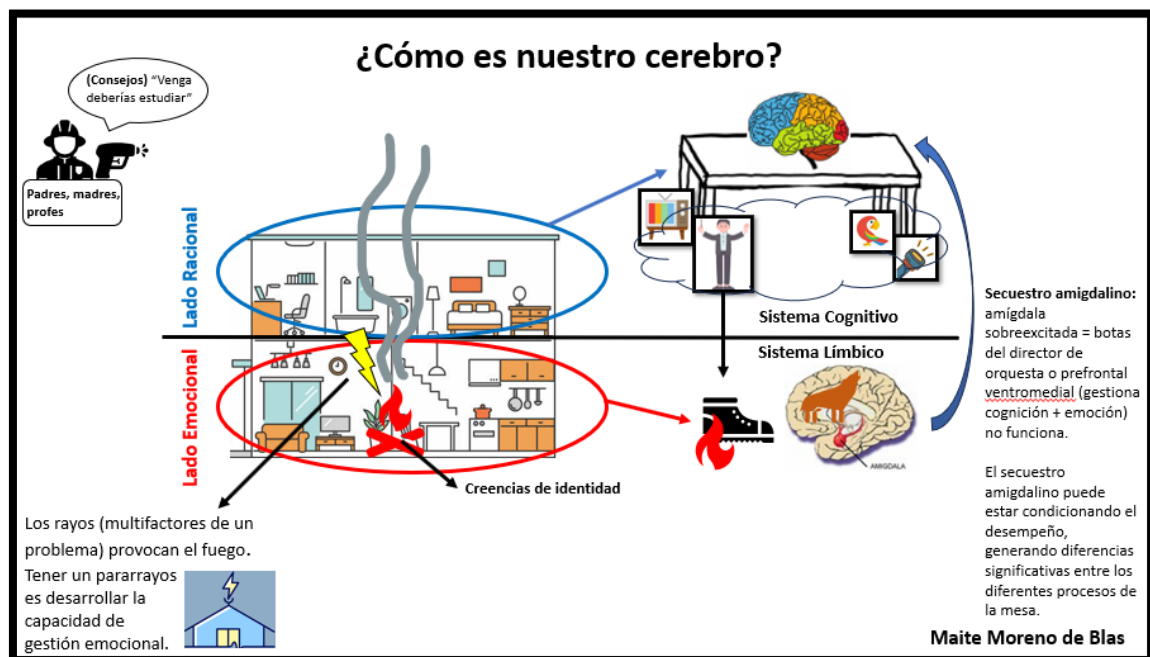 ¿Cómo es nuestro cerebro?
(Consejos) “Venga
deberías estudiar”
Padres, madres,
profes
Lado Racional
Lado Emocional
Sistema Cognitivo
Sistema Límbico
AMIGDALA
Creencias de identidad
Los rayos (multifactores de un
problema) provocan el fuego.
Tener un pararrayos
es desarrollar la
capacidad de
gestión emocional.
Secuestro amigdalino:
amígdala
sobreexcitada = botas
del director de
orquesta o prefrontal
ventromedial (gestiona
cognición + emoción)
no funciona.
El secuestro
amigdalino puede
estar condicionando el
desempeño,
generando diferencias
significativas entre los
diferentes procesos de
la mesa.
Maite Moreno de Blas